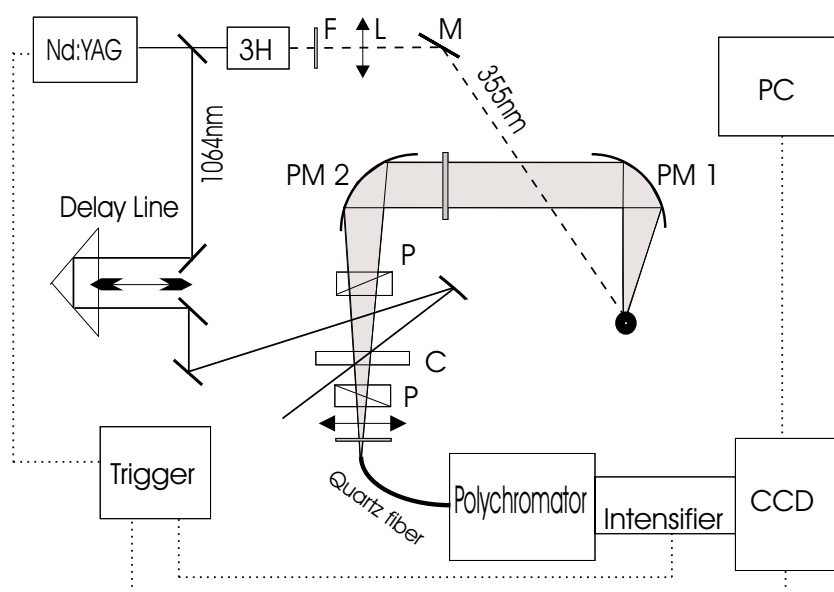 F L M
Nd:YAG
3H
PC
355nm
1064nm
PM 2
PM 1
Delay Line
P
C
P
Trigger
Quartz fiber
Polychromator
Intensifier
CCD